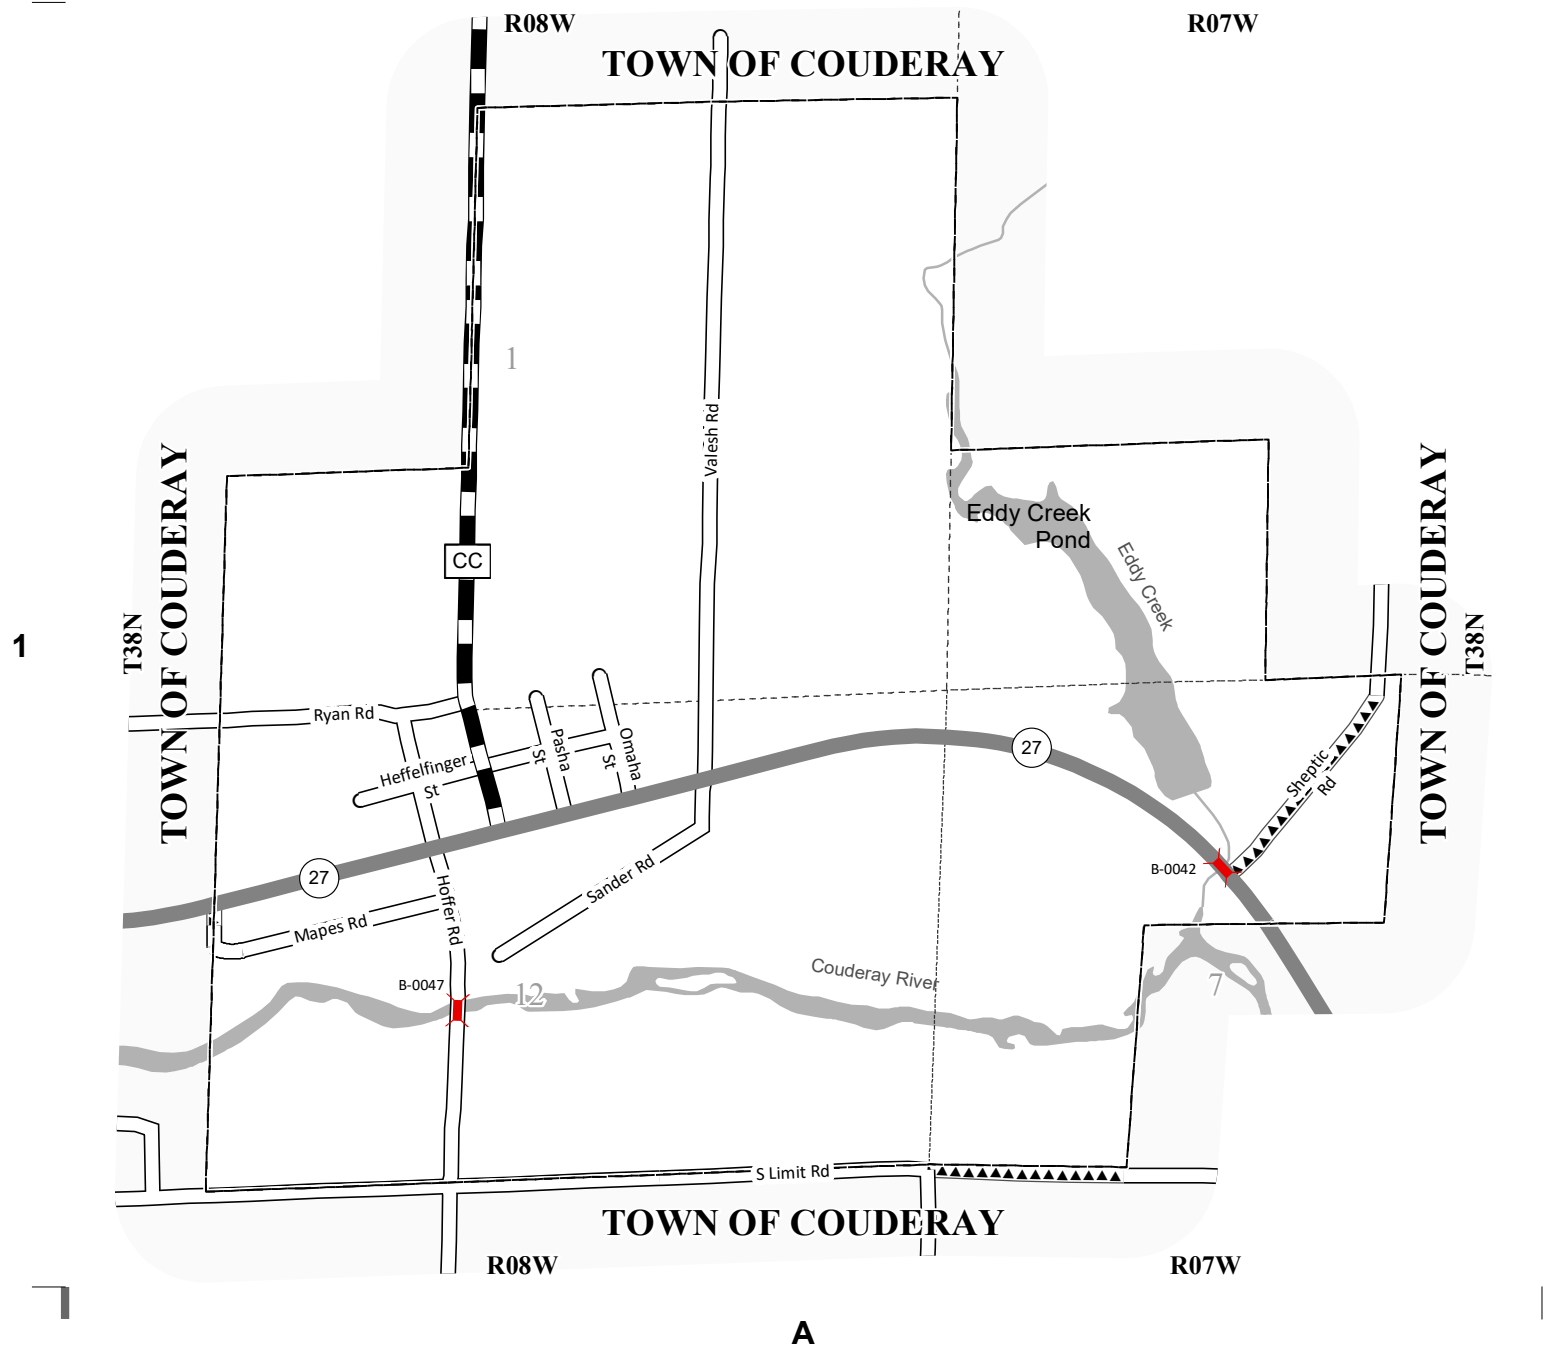 R08W
R07W
TOWN OF COUDERAY
1
Valesh Rd
TOWN OF COUDERAY
TOWN OF COUDERAY
Eddy Creek
Pond
Eddy Creek
CC
T38N
T38N
1
Ryan Rd
Heffelfinger
St
Pasha
St
Omaha
St
27
Sheptic
Rd
27
B-0042
Sander Rd
Hoffer Rd
Mapes Rd
Couderay River
B-0047
12
7
S Limit Rd
TOWN OF COUDERAY
R08W
R07W
A